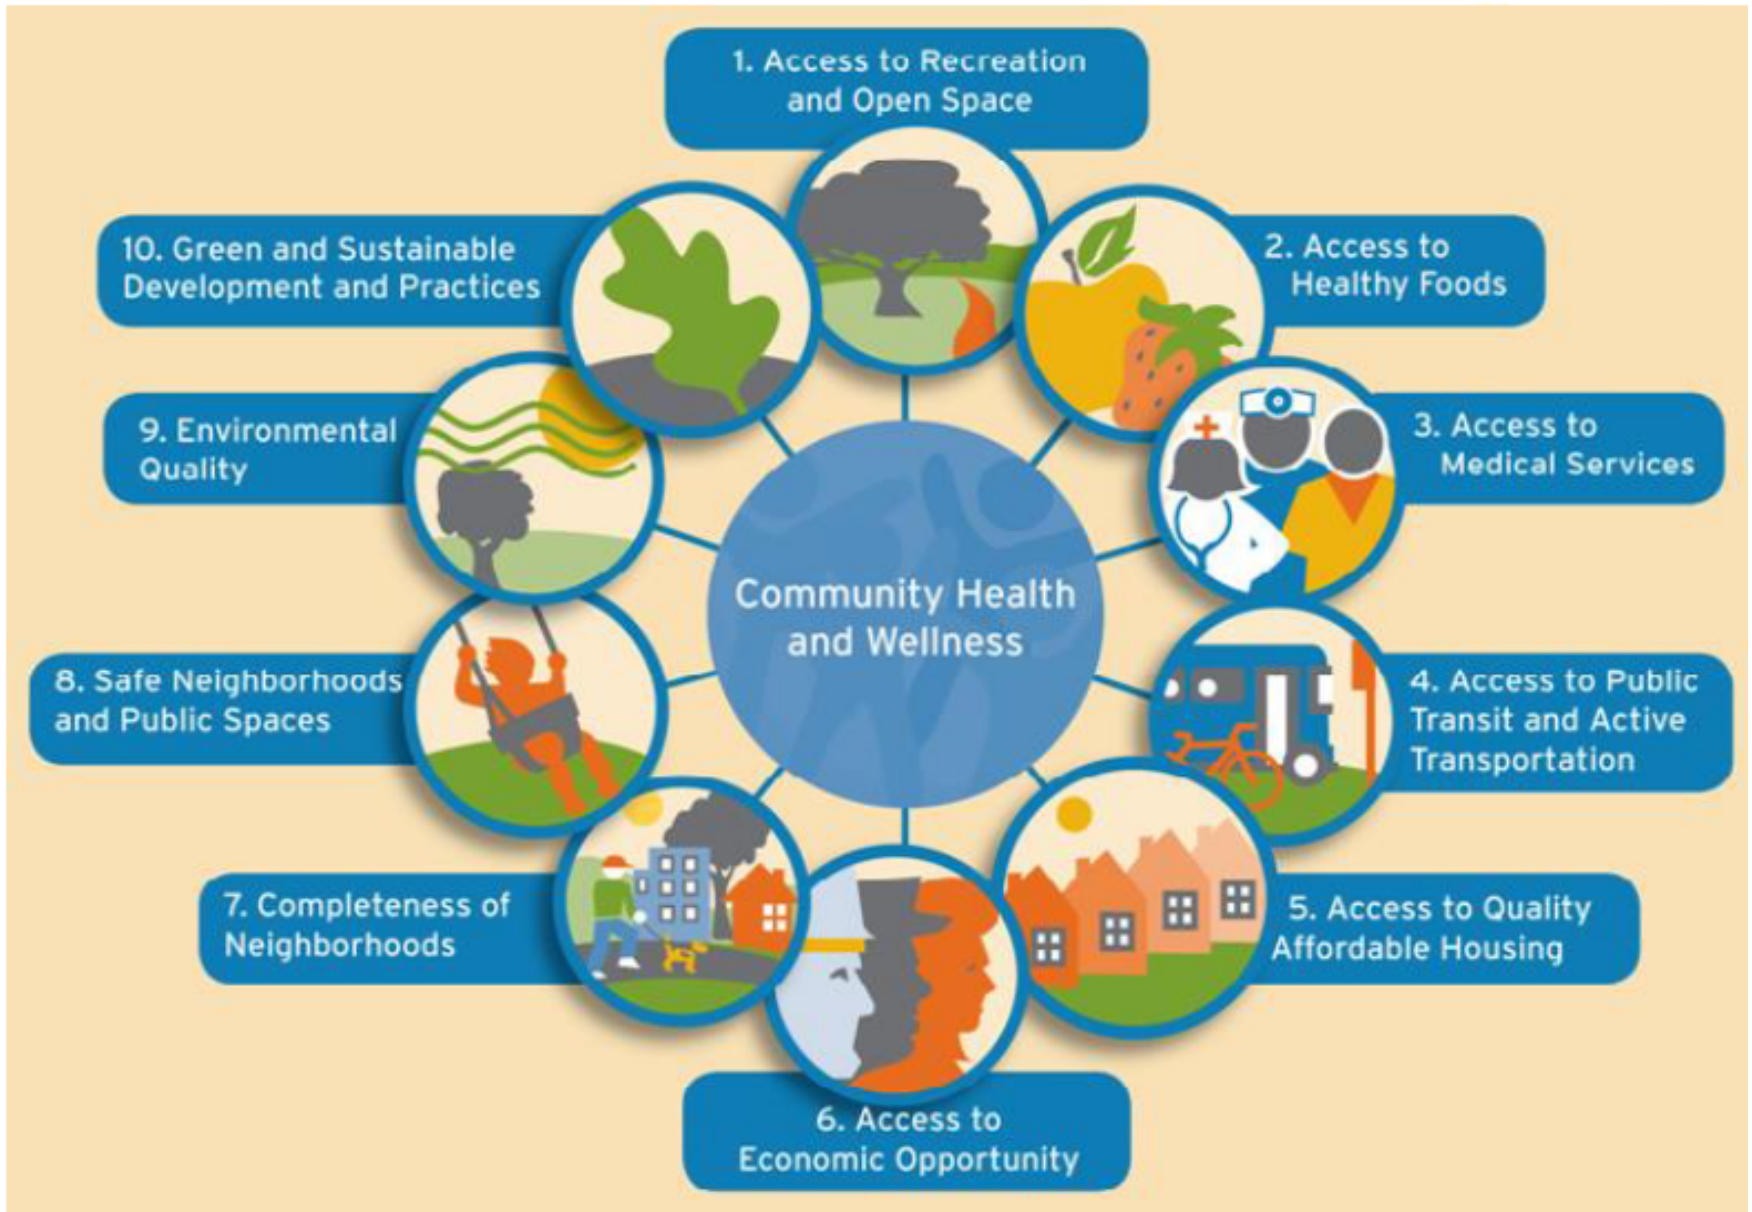 1. Access to Recreation
and Open Space
2. Access to
Healthy Foods
3. Access to
Medical Services
4. Access to Public
Transit and Active
Transportation
5. Access to Quality
Affordable Housing
6. Access to
Economic Opportunity
7. Completeness of
Neighborhoods
8. Safe Neighborhoods
and Public Spaces
9. Environmental
Quality
10. Green and Sustainable
Development and Practices
Community Health
and Wellness